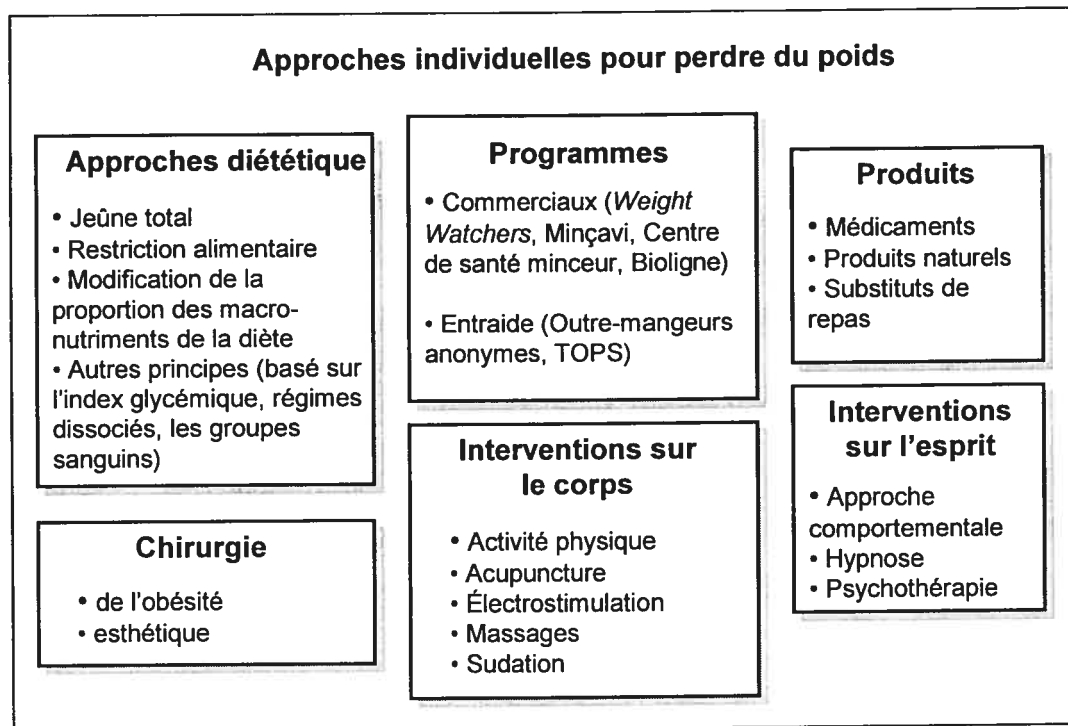 Approches individuelles pour perdre du poids
Approches diététique
• Jeûne total
• Restriction alimentaire
• Modification de la
proportion des macro-
nutriments de la diète
• Autres principes (basé sur
l'index glycémique, régimes
dissociés, les groupes
sanguins)
Programmes
• Commerciaux (Weight
Watchers, Minçavi, Centre
de santé minceur, Bioligne)
• Entraide (Outre-mangeurs
anonymes, TOPS)
Produits
• Médicaments
• Produits naturels
• Substituts de
repas
Chirurgie
• de l'obésité
• esthétique
Interventions sur
le corps
• Activité physique
• Acupuncture
• Électrostimulation
• Massages
• Sudation
Interventions
sur l'esprit
• Approche
comportementale
• Hypnose
• Psychothérapie